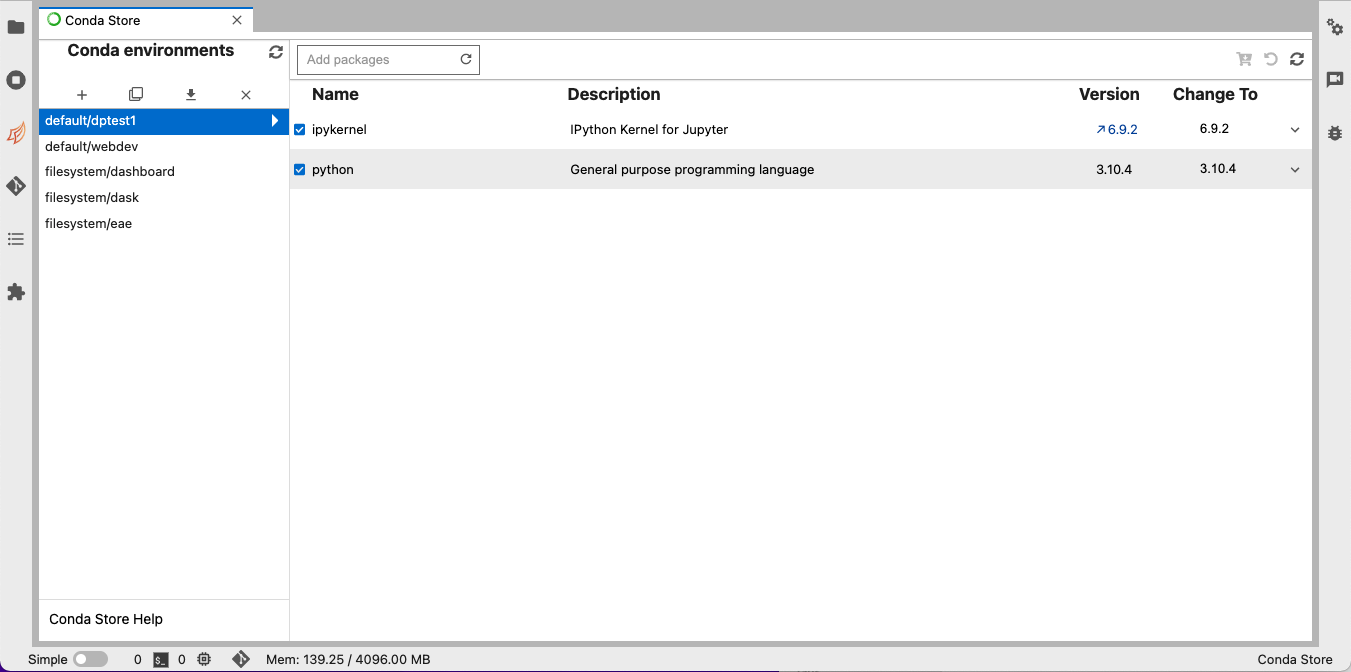 Conda Store
Conda environments
Add packages
Name Description Version Change To
default/dptest1
ipykernel IPython Kernel for Jupyter 6.9.2 6.9.2
default/webdev
filesystem/dashboard
python General purpose programming language 3.10.4 3.10.4
filesystem/dask
filesystem/eae
Conda Store Help
Simple 0 $_ 0 Mem: 139.25 / 4096.00 MB Conda Store